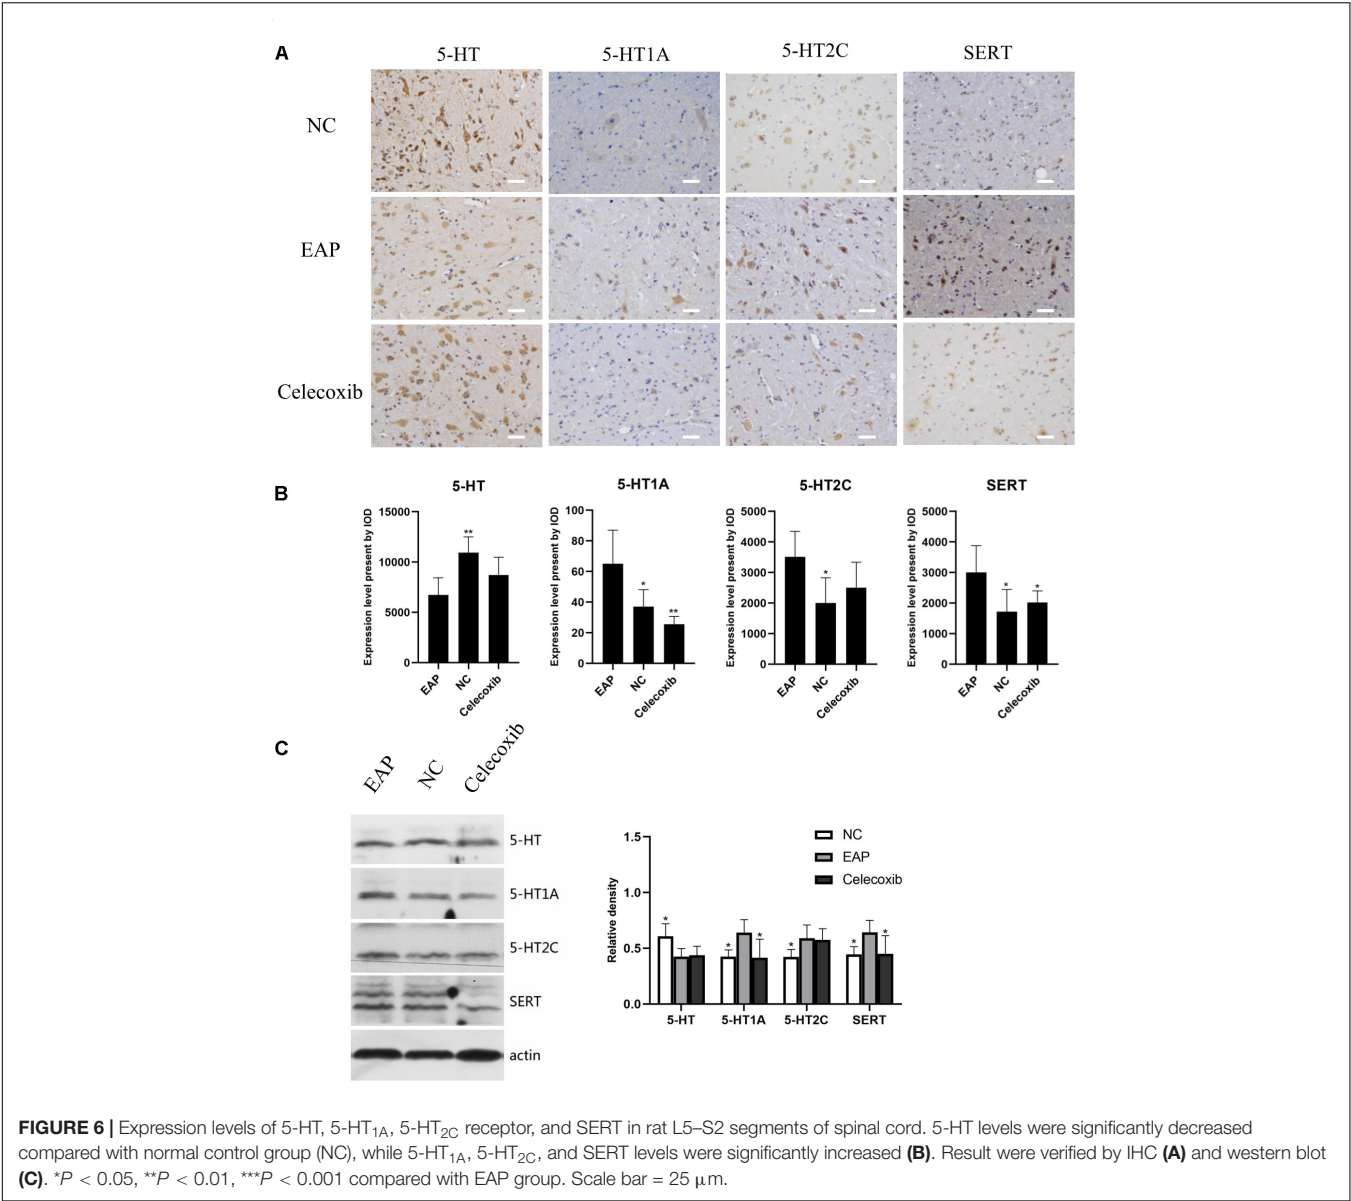 A
5-HT 5-HT1A 5-HT2C SERT
NC
EAP
Celecoxib
B
5-HT
Expression level present by IOD
15000
10000
5000
0
**
EAP NC Celecoxib
5-HT1A
Expression level present by IOD
100
80
60
40
20
0
* **
EAP NC Celecoxib
5-HT2C
Expression level present by IOD
5000
4000
3000
2000
1000
0
*
EAP NC Celecoxib
SERT
Expression level present by IOD
5000
4000
3000
2000
1000
0
* *
EAP NC Celecoxib
C
EAP NC Celecoxib
5-HT
5-HT1A
5-HT2C
SERT
actin
NC
EAP
Celecoxib
Relative density
1.5
1.0
0.5
0.0
* * * * * *
5-HT 5-HT1A 5-HT2C SERT
FIGURE 6 | Expression levels of 5-HT, 5-HT1A, 5-HT2C receptor, and SERT in rat L5–S2 segments of spinal cord. 5-HT levels were significantly decreased
compared with normal control group (NC), while 5-HT1A, 5-HT2C, and SERT levels were significantly increased (B). Result were verified by IHC (A) and western blot
(C). *P < 0.05, **P < 0.01, ***P < 0.001 compared with EAP group. Scale bar = 25 μm.